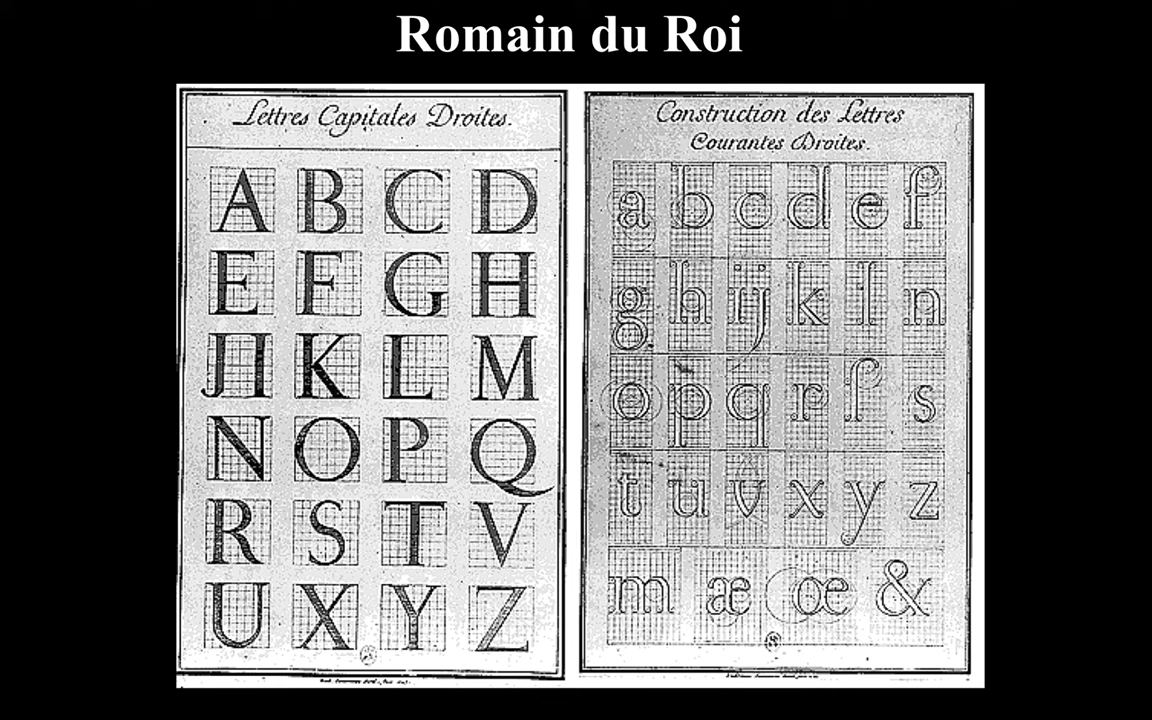 Romain du Roi
Lettres Capitales Droites.
A B C D
E F G H
J I K L M
N O P Q
R S T V
U X Y Z
Construction des Lettres
Courantes Droites.
a b c d e f
g h i j k l n
o p q r ſ s
t u v x y z
m æ œ &